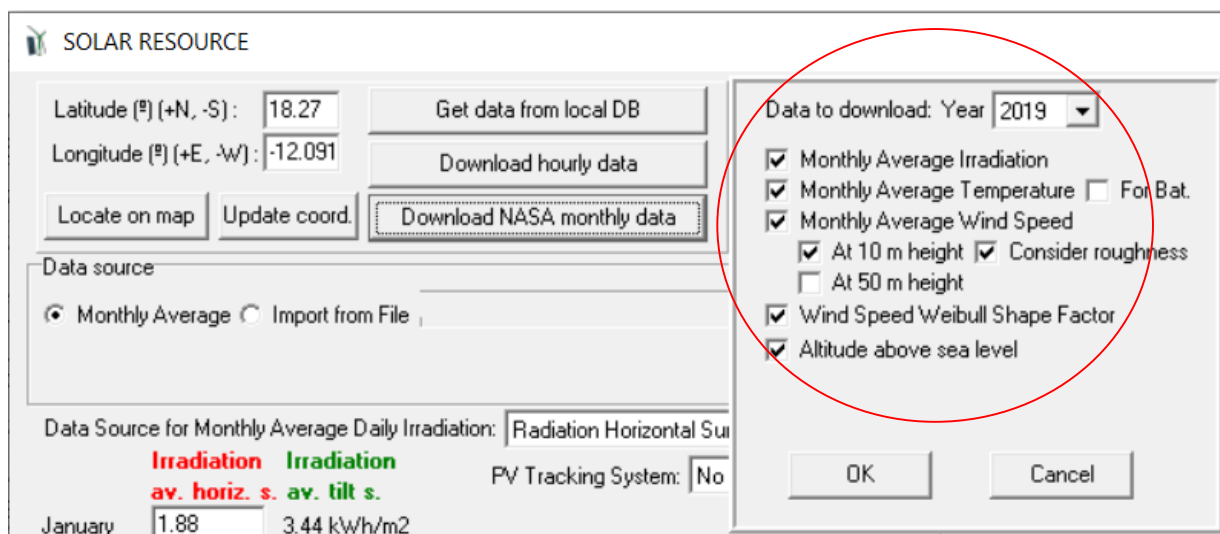 SOLAR RESOURCE
Latitude (º) (+N, -S) : 18.27
Get data from local DB
Longitude (º) (+E, -W) : -12.091
Download hourly data
Locate on map
Update coord.
Download NASA monthly data
Data source
Monthly Average
Import from File
Data Source for Monthly Average Daily Irradiation: Radiation Horizontal Sur
Irradiation Irradiation
av. horiz. s. av. tilt s.
PV Tracking System: No
January 1.88 3.44 kWh/m2
Data to download: Year 2019
Monthly Average Irradiation
Monthly Average Temperature For Bat.
Monthly Average Wind Speed
At 10 m height Consider roughness
At 50 m height
Wind Speed Weibull Shape Factor
Altitude above sea level
OK Cancel